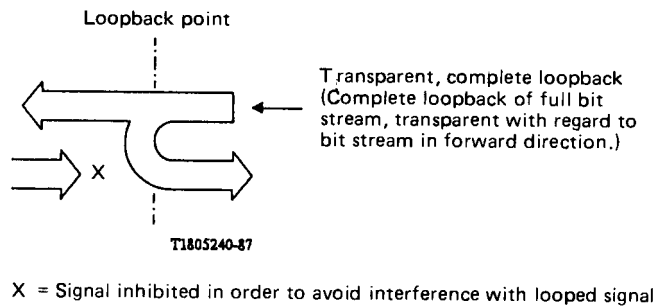 Loopback point
Transparent, complete loopback
(Complete loopback of full bit
stream, transparent with regard to
bit stream in forward direction.)
X
T1805240-87
X = Signal inhibited in order to avoid interference with looped signal